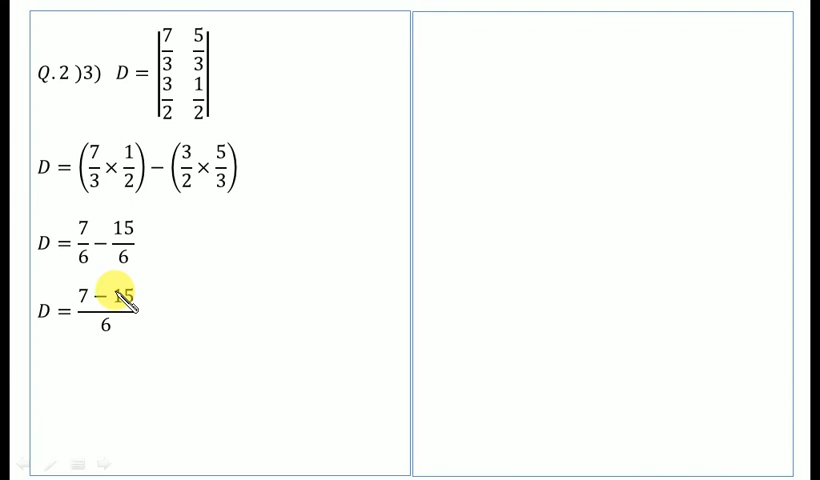 Q. 2 )3) D = |7/3 5/3|
|3/2 1/2|
D = (7/3 × 1/2) − (3/2 × 5/3)
D = 7/6 − 15/6
D = (7 − 15)/6